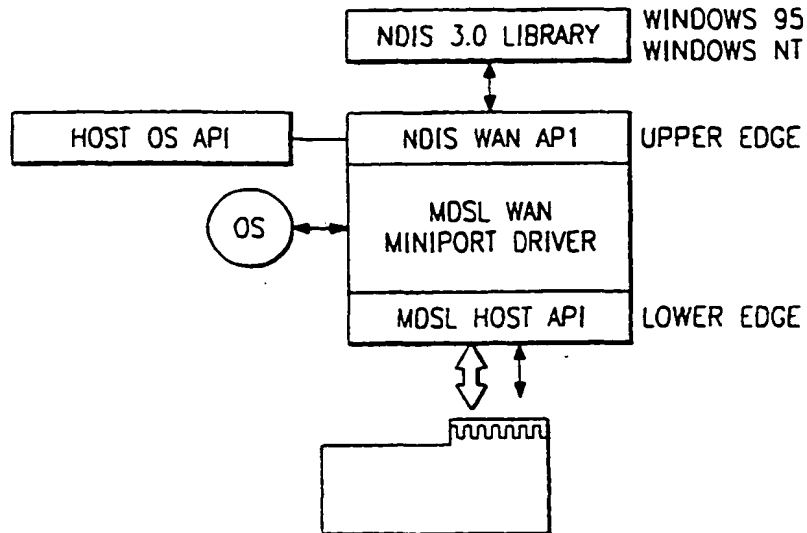 NDIS 3.0 LIBRARY
WINDOWS 95
WINDOWS NT
HOST OS API
NDIS WAN AP1
UPPER EDGE
OS
MDSL WAN
MINIPORT DRIVER
MDSL HOST API
LOWER EDGE